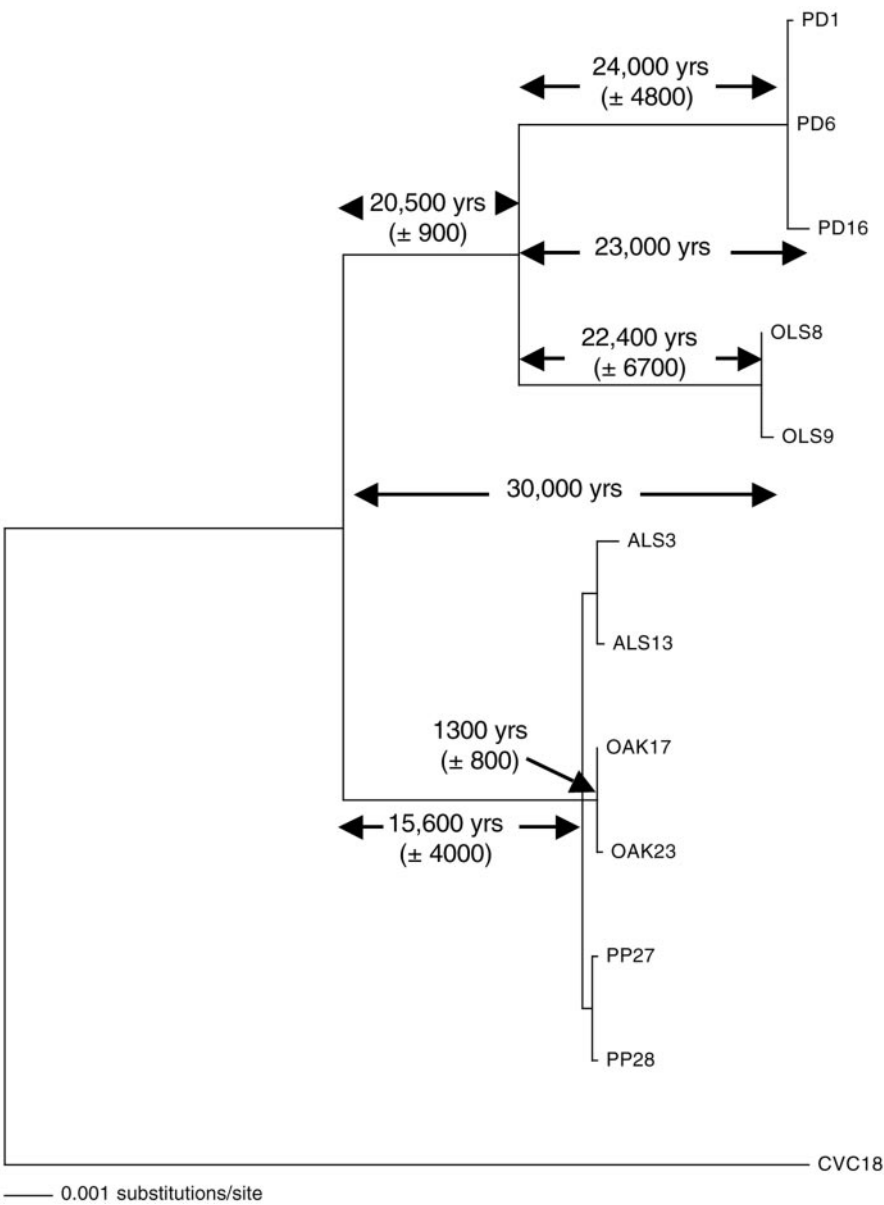 PD1
24,000 yrs
(± 4800)
PD6
20,500 yrs
(± 900)
PD16
23,000 yrs
OLS8
22,400 yrs
(± 6700)
OLS9
30,000 yrs
ALS3
ALS13
1300 yrs
(± 800)
OAK17
15,600 yrs
(± 4000)
OAK23
PP27
PP28
CVC18
0.001 substitutions/site